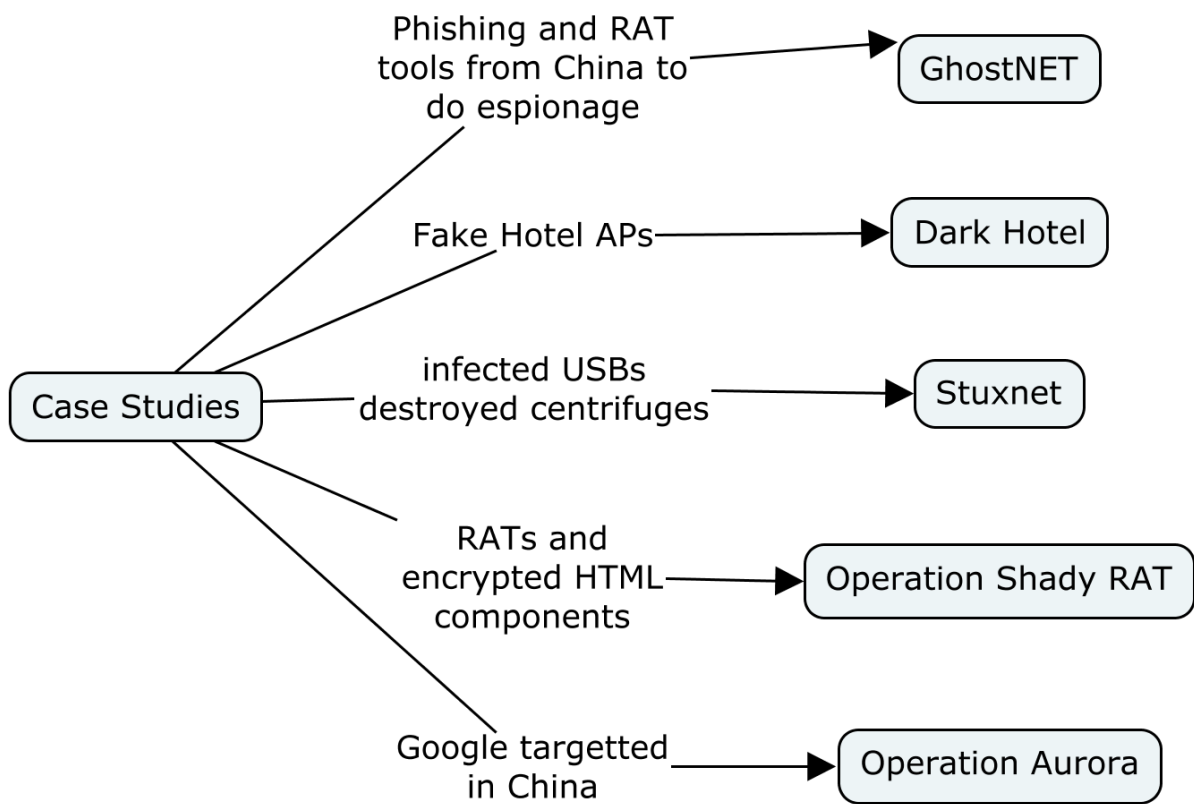 Phishing and RAT
tools from China to
do espionage
GhostNET
Fake Hotel APs
Dark Hotel
Case Studies
infected USBs
destroyed centrifuges
Stuxnet
RATs and
encrypted HTML
components
Operation Shady RAT
Google targetted
in China
Operation Aurora